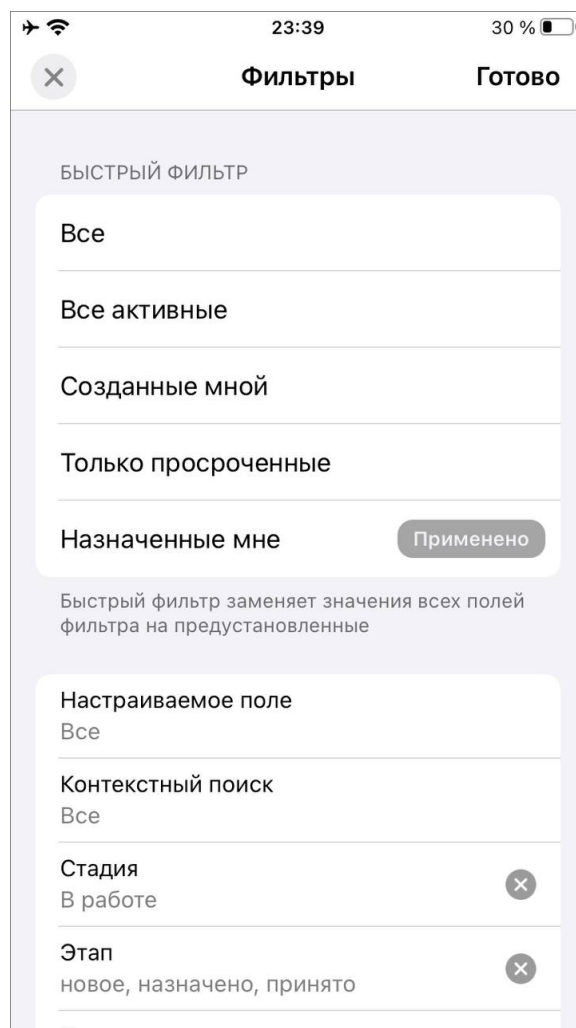 23:39
30 %
Фильтры
Готово
БЫСТРЫЙ ФИЛЬТР
Все
Все активные
Созданные мной
Только просроченные
Назначенные мне
Применено
Быстрый фильтр заменяет значения всех полей
фильтра на предустановленные
Настраиваемое поле
Все
Контекстный поиск
Все
Стадия
В работе
Этап
новое, назначено, принято